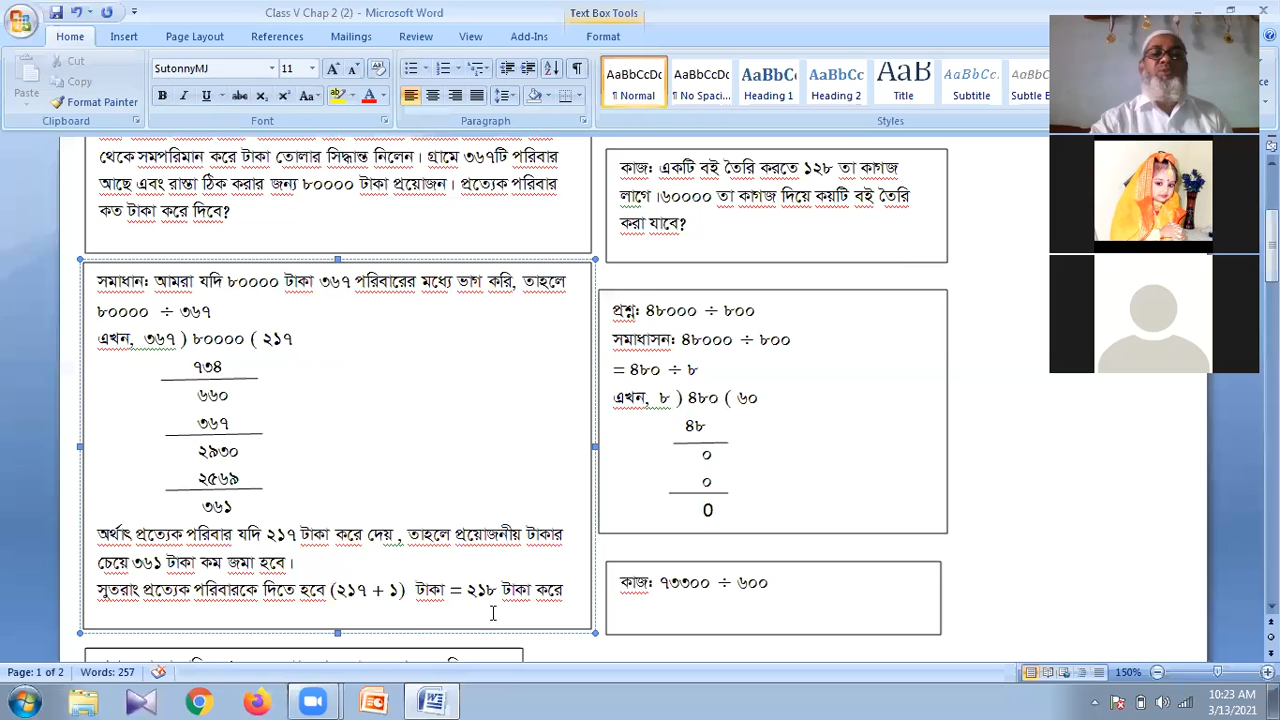 Class V Chap 2 (2) - Microsoft Word
Text Box Tools
Home
Insert
Page Layout
References
Mailings
Review
View
Add-Ins
Format
Paste
Cut
Copy
Format Painter
Clipboard
SutonnyMJ
11
Font
Paragraph
AaBbCcDc
¶ Normal
AaBbCcDc
¶ No Spaci...
AaBbC
Heading 1
AaBbCc
Heading 2
AaB
Title
AaBbCc.
Subtitle
AaBbCcDc
Subtle E
Styles
থেকে সমপরিমান করে টাকা তোলার সিদ্ধান্ত নিলেন। গ্রামে ৩৬৭টি পরিবার
আছে এবং রাস্তা ঠিক করার জন্য ৮০০০০ টাকা প্রয়োজন। প্রত্যেক পরিবার
কত টাকা করে দিবে?
সমাধান: আমরা যদি ৮০০০০ টাকা ৩৬৭ পরিবারের মধ্যে ভাগ করি, তাহলে
৮০০০০ ÷ ৩৬৭
এখন, ৩৬৭ ) ৮০০০০ ( ২১৭
৭৩৪
৬৬০
৩৬৭
২৯৩০
২৫৬৯
৩৬১
অর্থাৎ প্রত্যেক পরিবার যদি ২১৭ টাকা করে দেয় , তাহলে প্রয়োজনীয় টাকার
চেয়ে ৩৬১ টাকা কম জমা হবে।
সুতরাং প্রত্যেক পরিবারকে দিতে হবে (২১৭ + ১) টাকা = ২১৮ টাকা করে
কাজ: একটি বই তৈরি করতে ১২৮ তা কাগজ
লাগে।৬০০০০ তা কাগজ দিয়ে কয়টি বই তৈরি
করা যাবে?
প্রশ্ন: ৪৮০০০ ÷ ৮০০
সমাধাসন: ৪৮০০০ ÷ ৮০০
= ৪৮০ ÷ ৮
এখন, ৮ ) ৪৮০ ( ৬০
৪৮
০
০
0
কাজ: ৭৩৩০০ ÷ ৬০০
Page: 1 of 2
Words: 257
150%
10:23 AM
3/13/2021